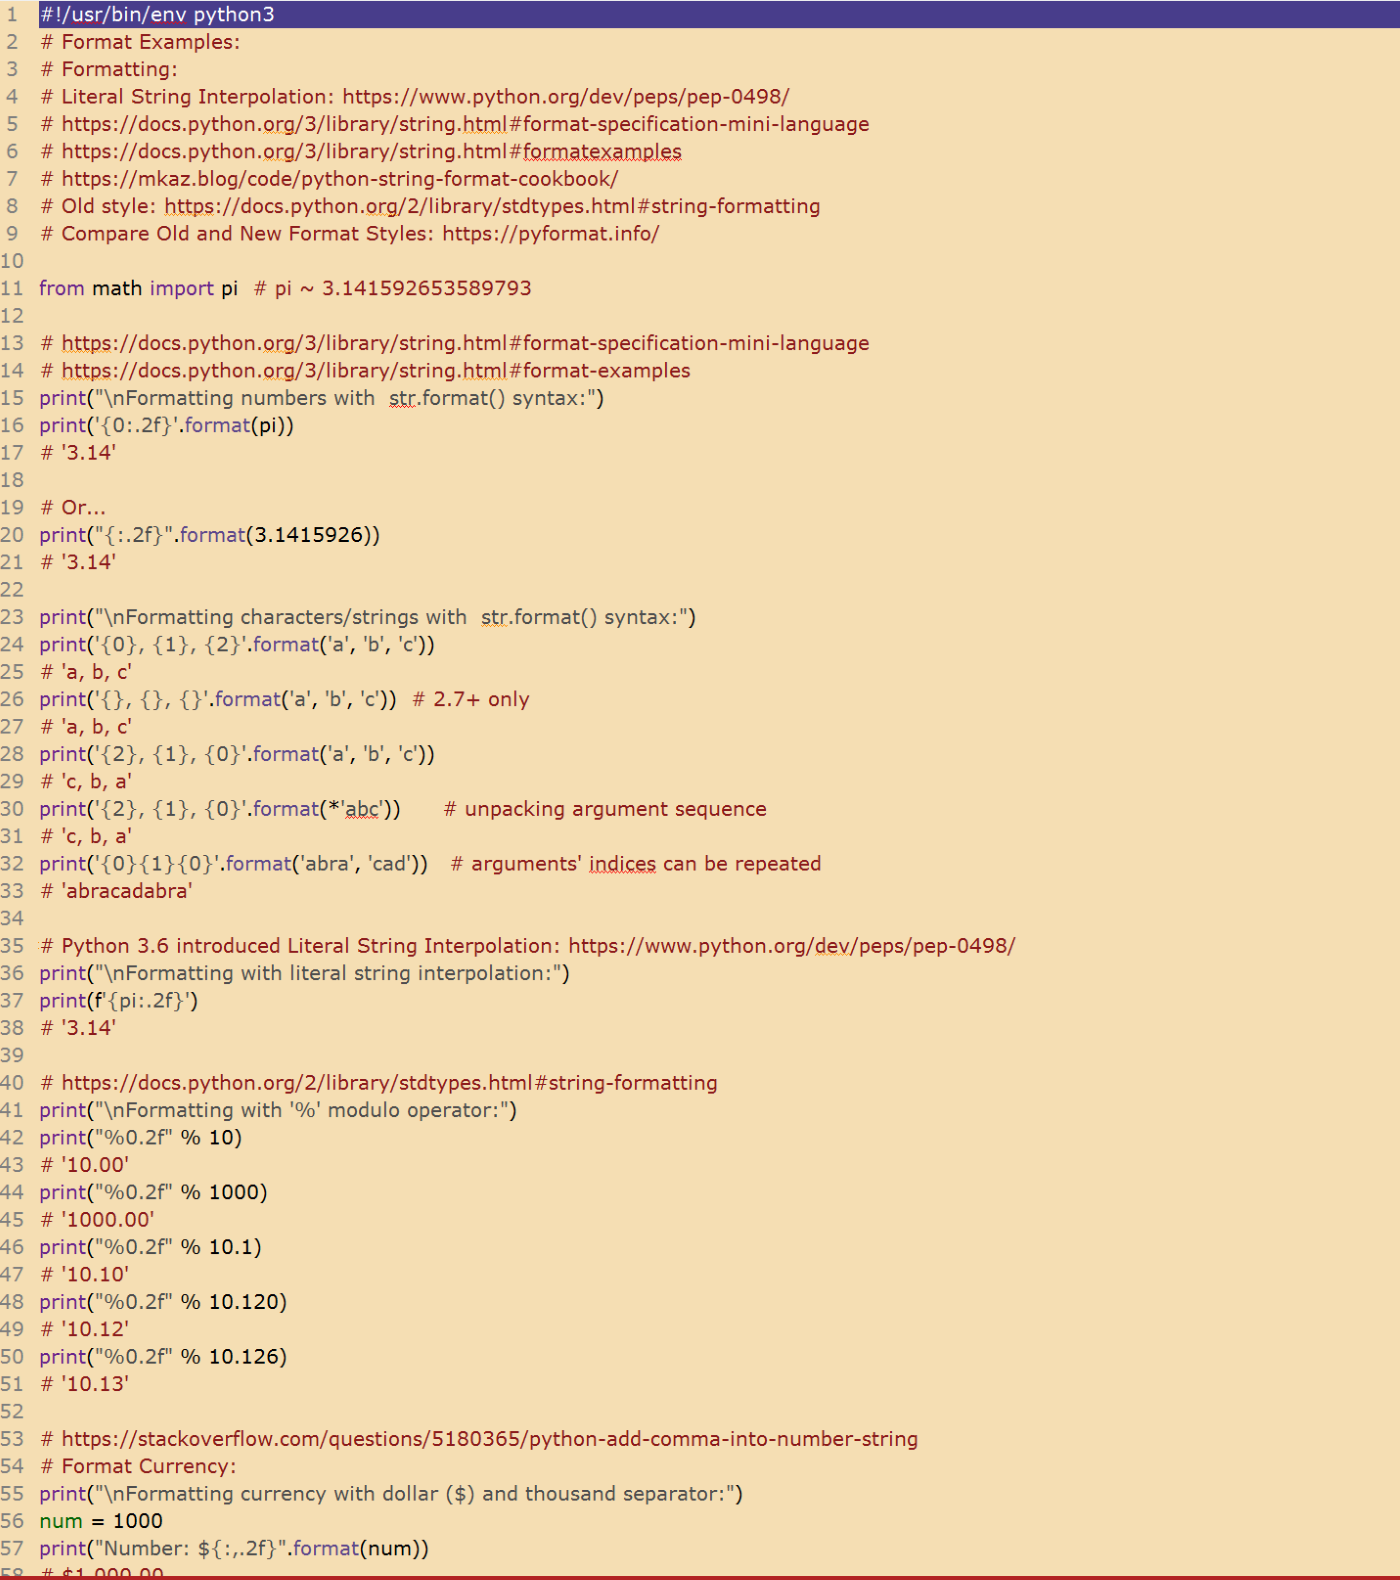 1 #!/usr/bin/env python3
2 # Format Examples:
3 # Formatting:
4 # Literal String Interpolation: https://www.python.org/dev/peps/pep-0498/
5 # https://docs.python.org/3/library/string.html#format-specification-mini-language
6 # https://docs.python.org/3/library/string.html#formatexamples
7 # https://mkaz.blog/code/python-string-format-cookbook/
8 # Old style: https://docs.python.org/2/library/stdtypes.html#string-formatting
9 # Compare Old and New Format Styles: https://pyformat.info/
10
11 from math import pi  # pi ~ 3.141592653589793
12
13 # https://docs.python.org/3/library/string.html#format-specification-mini-language
14 # https://docs.python.org/3/library/string.html#format-examples
15 print("\nFormatting numbers with  str.format() syntax:")
16 print('{0:.2f}'.format(pi))
17 # '3.14'
18
19 # Or...
20 print("{:.2f}".format(3.1415926))
21 # '3.14'
22
23 print("\nFormatting characters/strings with  str.format() syntax:")
24 print('{0}, {1}, {2}'.format('a', 'b', 'c'))
25 # 'a, b, c'
26 print('{}, {}, {}'.format('a', 'b', 'c'))  # 2.7+ only
27 # 'a, b, c'
28 print('{2}, {1}, {0}'.format('a', 'b', 'c'))
29 # 'c, b, a'
30 print('{2}, {1}, {0}'.format(*'abc'))      # unpacking argument sequence
31 # 'c, b, a'
32 print('{0}{1}{0}'.format('abra', 'cad'))   # arguments' indices can be repeated
33 # 'abracadabra'
34
35 # Python 3.6 introduced Literal String Interpolation: https://www.python.org/dev/peps/pep-0498/
36 print("\nFormatting with literal string interpolation:")
37 print(f'{pi:.2f}')
38 # '3.14'
39
40 # https://docs.python.org/2/library/stdtypes.html#string-formatting
41 print("\nFormatting with '%' modulo operator:")
42 print("%0.2f" % 10)
43 # '10.00'
44 print("%0.2f" % 1000)
45 # '1000.00'
46 print("%0.2f" % 10.1)
47 # '10.10'
48 print("%0.2f" % 10.120)
49 # '10.12'
50 print("%0.2f" % 10.126)
51 # '10.13'
52
53 # https://stackoverflow.com/questions/5180365/python-add-comma-into-number-string
54 # Format Currency:
55 print("\nFormatting currency with dollar ($) and thousand separator:")
56 num = 1000
57 print("Number: ${:,.2f}".format(num))
58 # $1,000.00